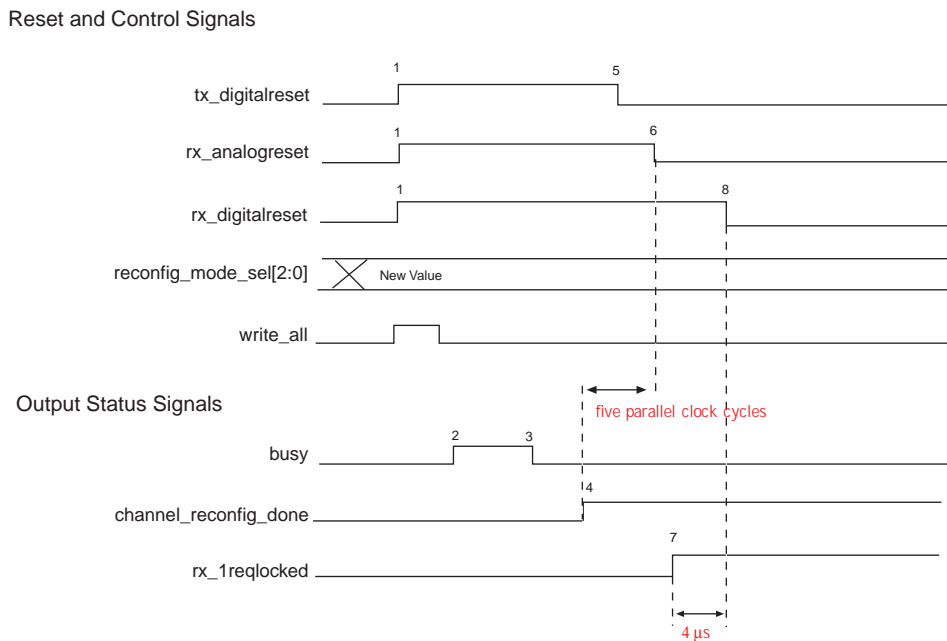 Reset and Control Signals
1
5
tx_digitalreset
1
6
rx_analogreset
1
8
rx_digitalreset
reconfig_mode_sel[2:0]
New Value
write_all
Output Status Signals
five parallel clock cycles
2
3
busy
4
channel_reconfig_done
7
rx_1reqlocked
4 μs